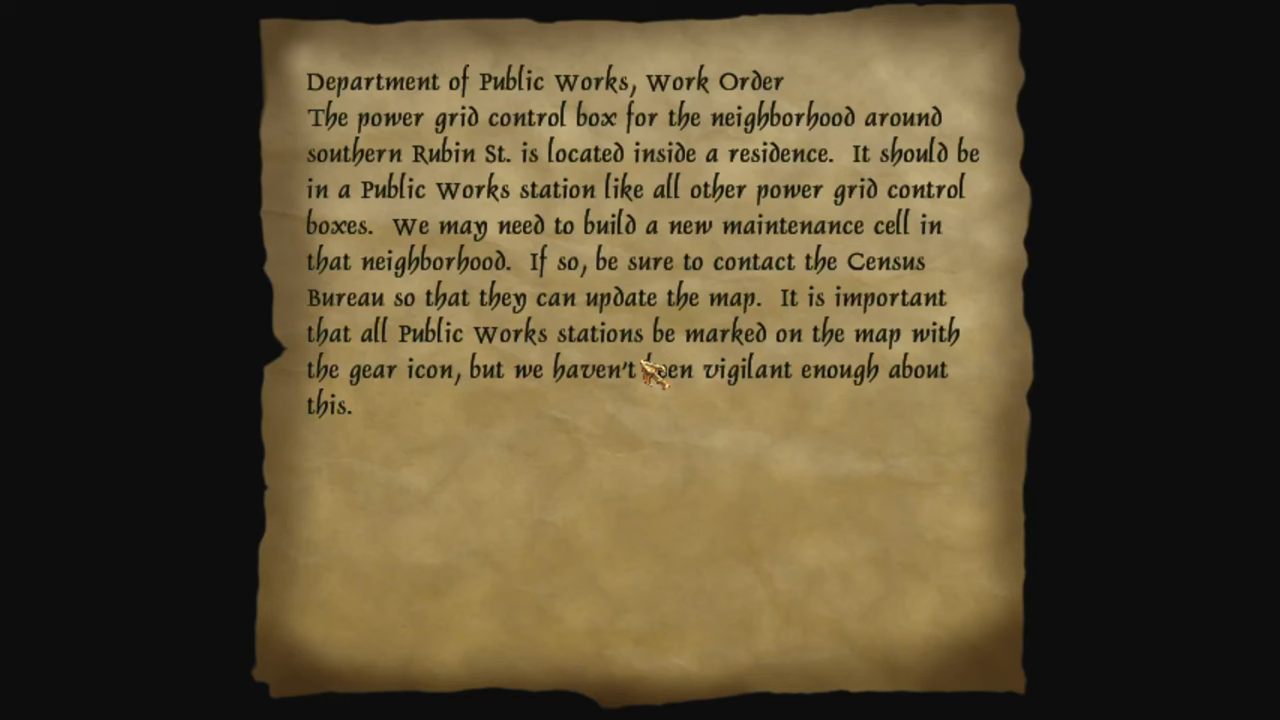 Department of Public Works, Work Order
The power grid control box for the neighborhood around
southern Rubin St. is located inside a residence.  It should be
in a Public Works station like all other power grid control
boxes.  We may need to build a new maintenance cell in
that neighborhood.  If so, be sure to contact the Census
Bureau so that they can update the map.  It is important
that all Public Works stations be marked on the map with
the gear icon, but we haven't been vigilant enough about
this.